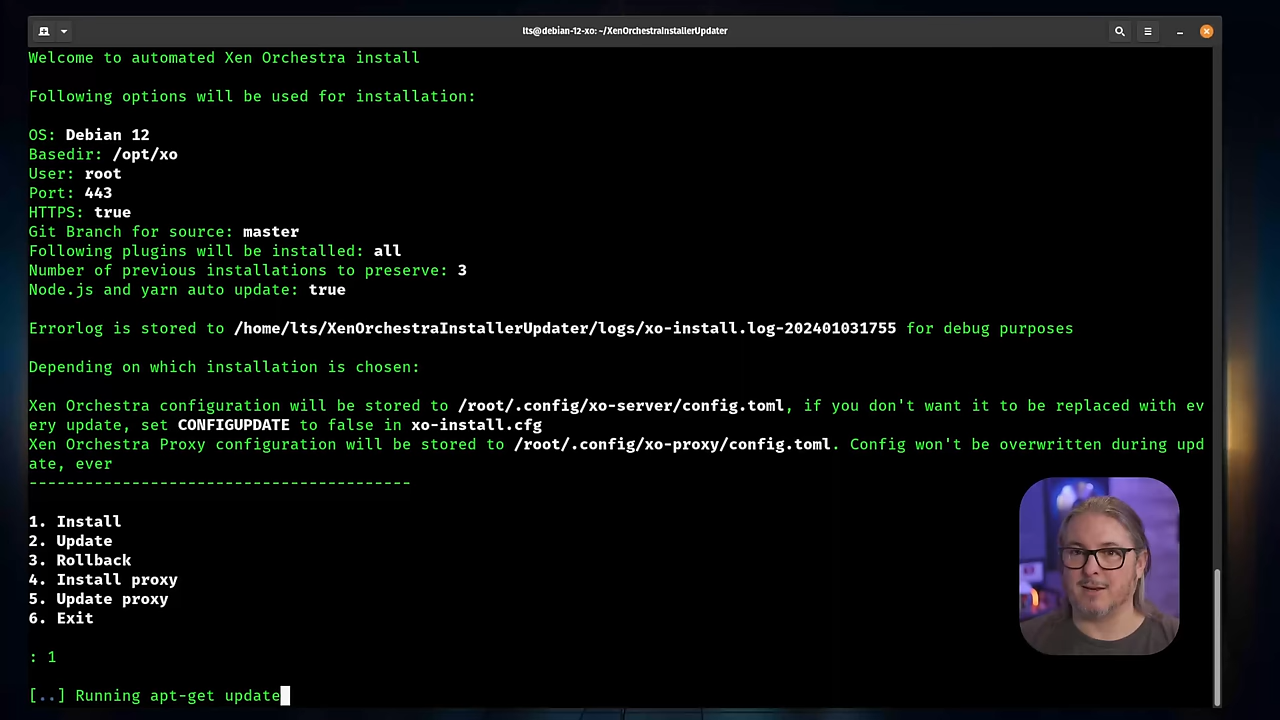 lts@debian-12-xo: ~/XenOrchestraInstallerUpdater
Welcome to automated Xen Orchestra install
Following options will be used for installation:
OS: Debian 12
Basedir: /opt/xo
User: root
Port: 443
HTTPS: true
Git Branch for source: master
Following plugins will be installed: all
Number of previous installations to preserve: 3
Node.js and yarn auto update: true
Errorlog is stored to /home/lts/XenOrchestraInstallerUpdater/logs/xo-install.log-202401031755 for debug purposes
Depending on which installation is chosen:
Xen Orchestra configuration will be stored to /root/.config/xo-server/config.toml, if you don't want it to be replaced with ev
ery update, set CONFIGUPDATE to false in xo-install.cfg
Xen Orchestra Proxy configuration will be stored to /root/.config/xo-proxy/config.toml. Config won't be overwritten during upd
ate, ever
-----------------------------------------
1. Install
2. Update
3. Rollback
4. Install proxy
5. Update proxy
6. Exit
: 1
[..] Running apt-get update